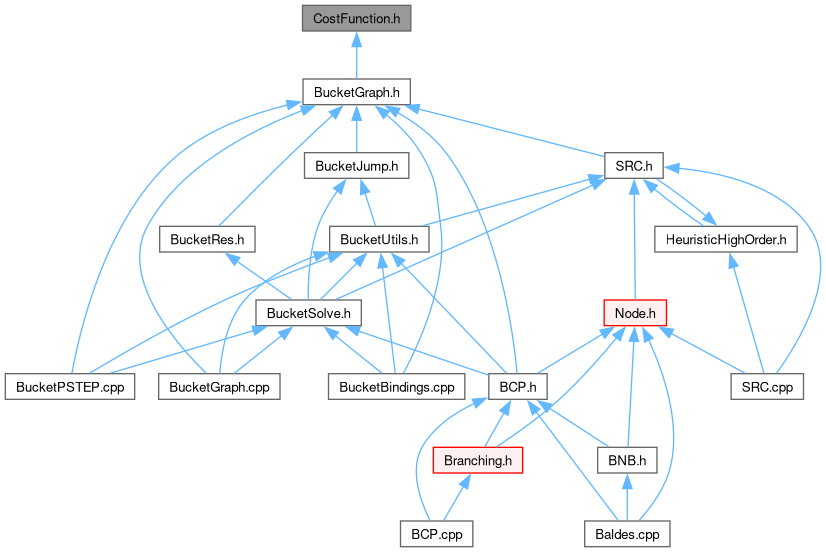 CostFunction.h
BucketGraph.h
BucketJump.h
SRC.h
BucketRes.h
BucketUtils.h
HeuristicHighOrder.h
BucketSolve.h
Node.h
BucketPSTEP.cpp
BucketGraph.cpp
BucketBindings.cpp
BCP.h
SRC.cpp
Branching.h
BNB.h
BCP.cpp
Baldes.cpp